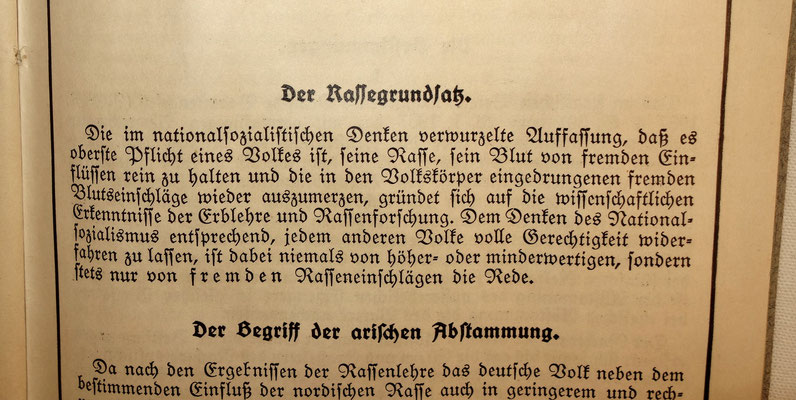 Der Rassegrundsatz.
Die im nationalsozialistischen Denken verwurzelte Auffassung, daß es
oberste Pflicht eines Volkes ist, seine Rasse, sein Blut von fremden Ein-
flüssen rein zu halten und die in den Volkskörper eingedrungenen fremden
Blutseinschläge wieder auszumerzen, gründet sich auf die wissenschaftlichen
Erkenntnisse der Erblehre und Rassenforschung. Dem Denken des National-
sozialismus entsprechend, jedem anderen Volke volle Gerechtigkeit wider-
fahren zu lassen, ist dabei niemals von höher- oder minderwertigen, sondern
stets nur von fremden Rasseneinschlägen die Rede.
Der Begriff der arischen Abstammung.
Da nach den Ergebnissen der Rassenlehre das deutsche Volk neben dem
bestimmenden Einfluß der nordischen Rasse auch in geringerem und rech-